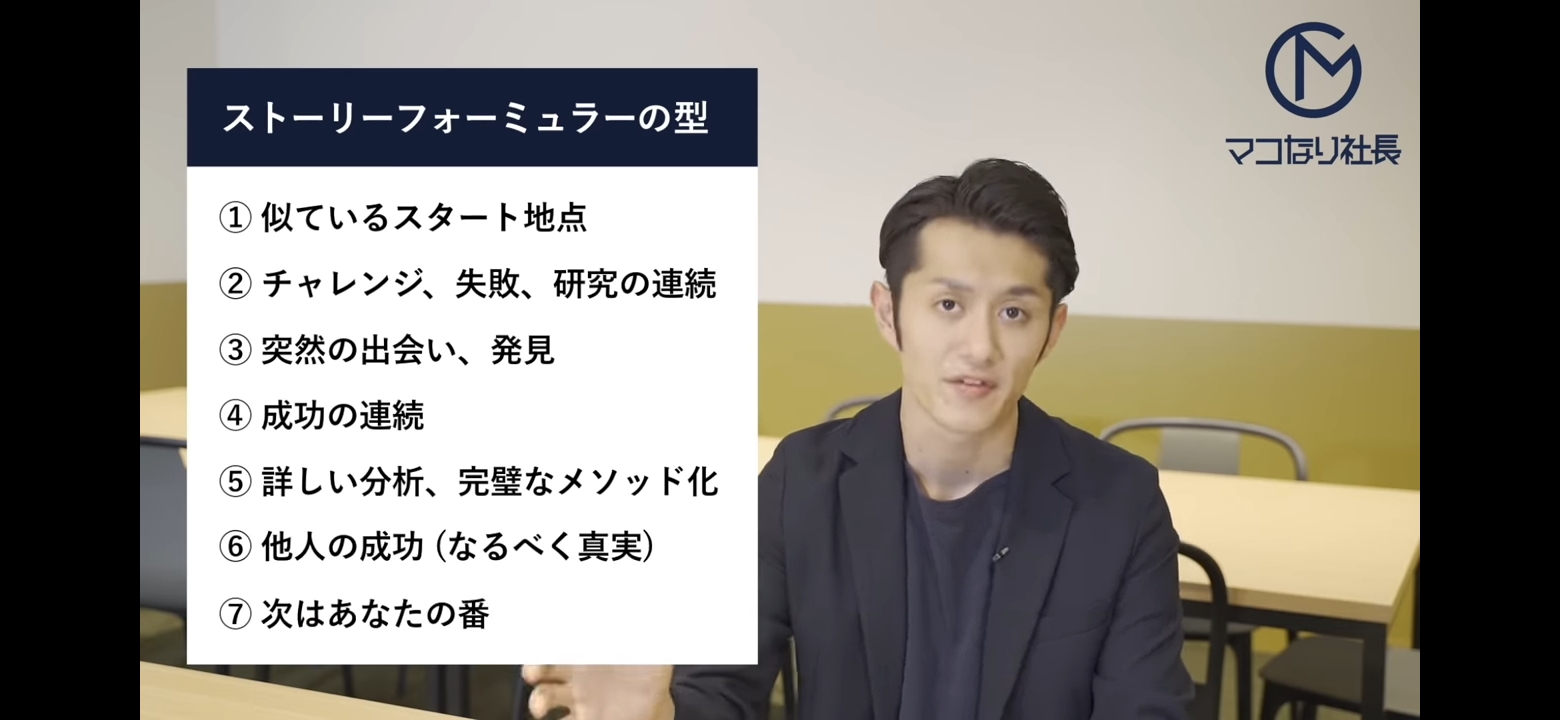 ストーリーフォーミュラーの型
① 似ているスタート地点
② チャレンジ、失敗、研究の連続
③ 突然の出会い、発見
④ 成功の連続
⑤ 詳しい分析、完璧なメソッド化
⑥ 他人の成功 (なるべく真実)
⑦ 次はあなたの番
マコなり社長